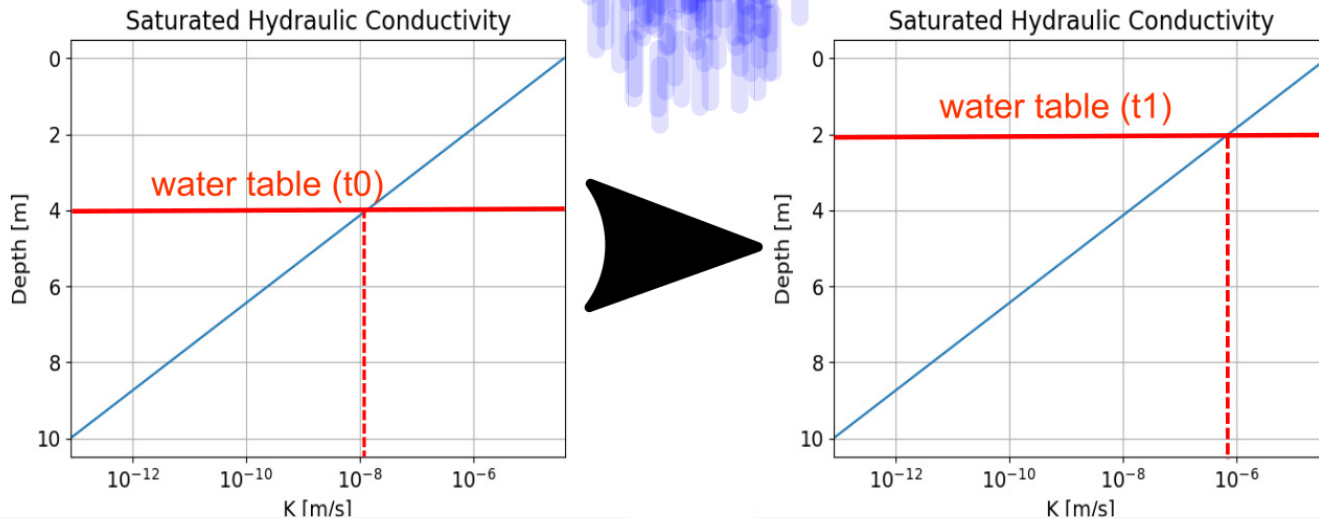 Saturated Hydraulic Conductivity
0
2
4
6
8
10
Depth [m]
water table (t0)
10⁻¹² 10⁻¹⁰ 10⁻⁸ 10⁻⁶
K [m/s]
Saturated Hydraulic Conductivity
0
2
4
6
8
10
Depth [m]
water table (t1)
10⁻¹² 10⁻¹⁰ 10⁻⁸ 10⁻⁶
K [m/s]